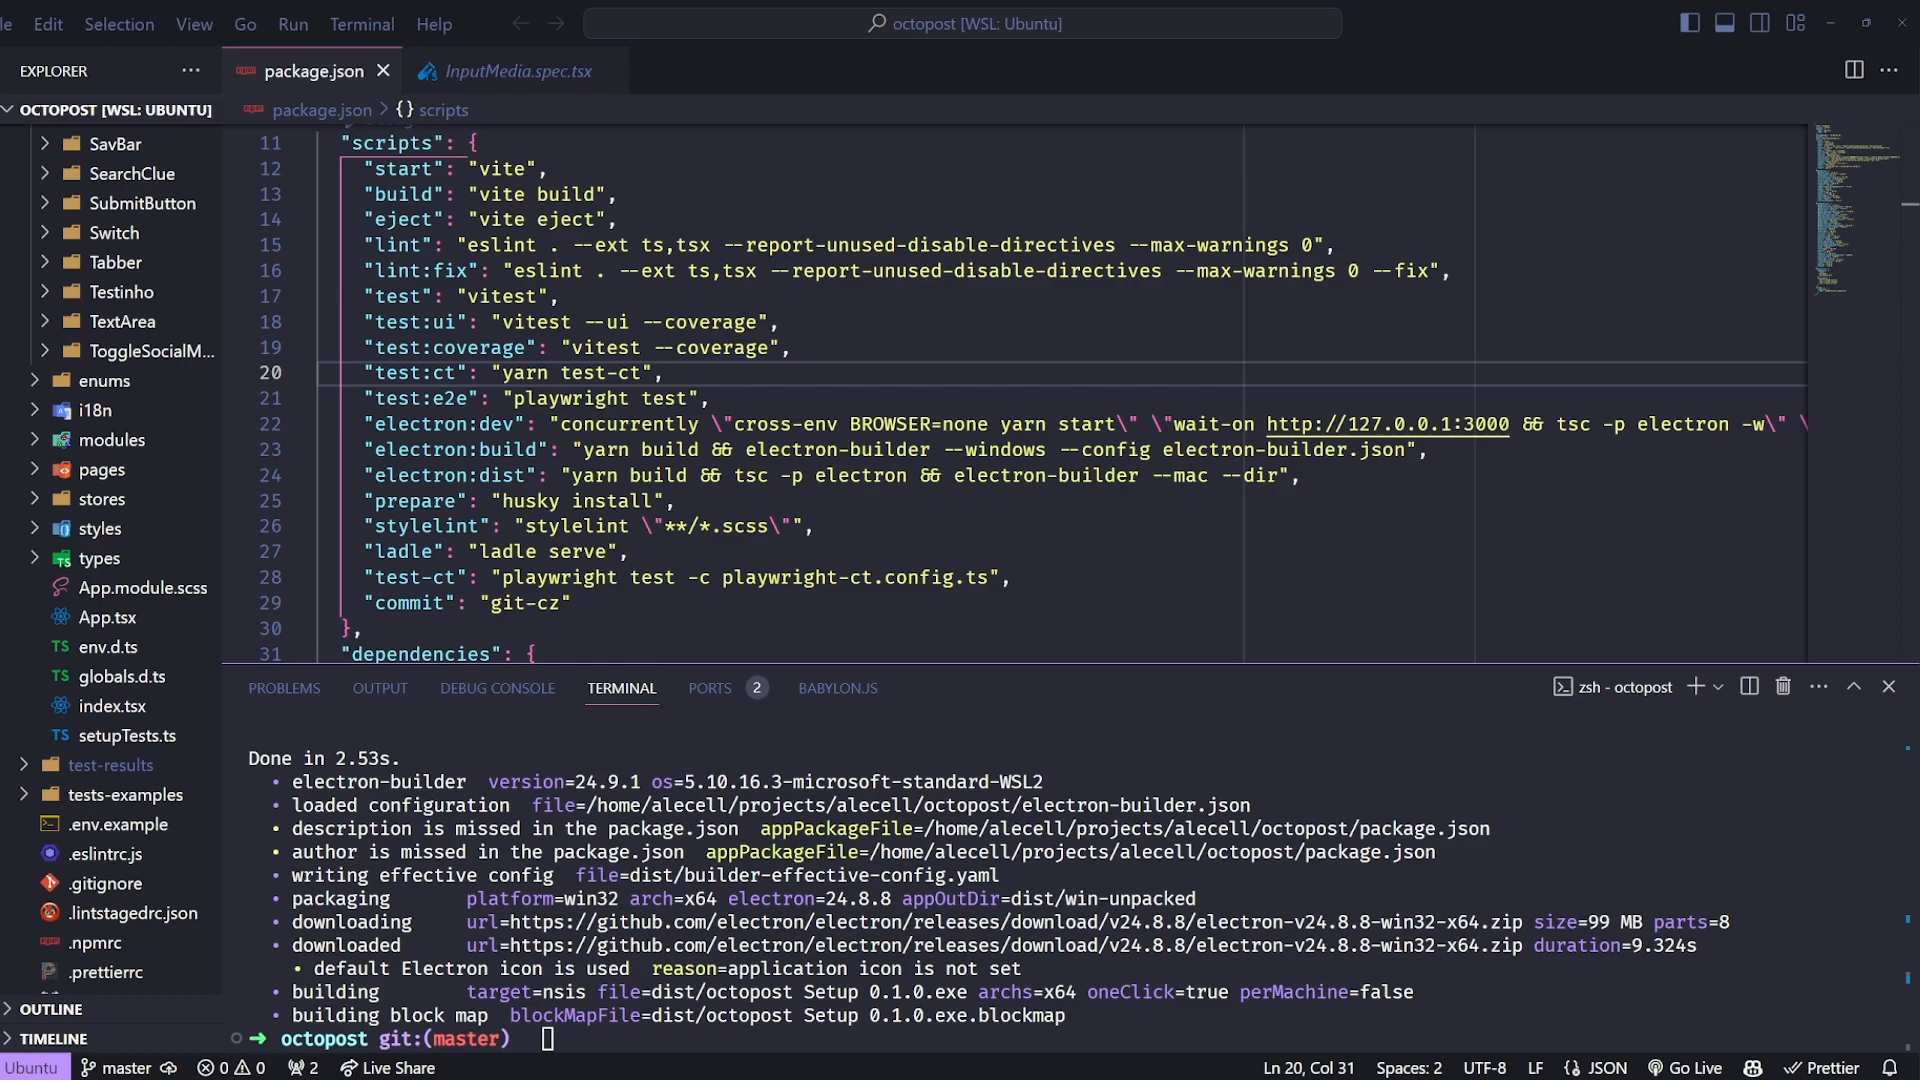 le Edit Selection View Go Run Terminal Help
octopost [WSL: Ubuntu]
EXPLORER
package.json
InputMedia.spec.tsx
OCTOPOST [WSL: UBUNTU]
package.json > {} scripts
SavBar
SearchClue
SubmitButton
Switch
Tabber
Testinho
TextArea
ToggleSocialM...
enums
i18n
modules
pages
stores
styles
types
App.module.scss
App.tsx
env.d.ts
globals.d.ts
index.tsx
setupTests.ts
test-results
tests-examples
.env.example
.eslintrc.js
.gitignore
.lintstagedrc.json
.npmrc
.prettierrc
OUTLINE
TIMELINE
11 "scripts": {
12 "start": "vite",
13 "build": "vite build",
14 "eject": "vite eject",
15 "lint": "eslint . --ext ts,tsx --report-unused-disable-directives --max-warnings 0",
16 "lint:fix": "eslint . --ext ts,tsx --report-unused-disable-directives --max-warnings 0 --fix",
17 "test": "vitest",
18 "test:ui": "vitest --ui --coverage",
19 "test:coverage": "vitest --coverage",
20 "test:ct": "yarn test-ct",
21 "test:e2e": "playwright test",
22 "electron:dev": "concurrently \"cross-env BROWSER=none yarn start\" \"wait-on http://127.0.0.1:3000 && tsc -p electron -w\" \
23 "electron:build": "yarn build && electron-builder --windows --config electron-builder.json",
24 "electron:dist": "yarn build && tsc -p electron && electron-builder --mac --dir",
25 "prepare": "husky install",
26 "stylelint": "stylelint \"**/*.scss\"",
27 "ladle": "ladle serve",
28 "test-ct": "playwright test -c playwright-ct.config.ts",
29 "commit": "git-cz"
30 },
31 "dependencies": {
PROBLEMS OUTPUT DEBUG CONSOLE TERMINAL PORTS 2 BABYLON.JS
zsh - octopost
Done in 2.53s.
• electron-builder version=24.9.1 os=5.10.16.3-microsoft-standard-WSL2
• loaded configuration file=/home/alecell/projects/alecell/octopost/electron-builder.json
• description is missed in the package.json appPackageFile=/home/alecell/projects/alecell/octopost/package.json
• author is missed in the package.json appPackageFile=/home/alecell/projects/alecell/octopost/package.json
• writing effective config file=dist/builder-effective-config.yaml
• packaging platform=win32 arch=x64 electron=24.8.8 appOutDir=dist/win-unpacked
• downloading url=https://github.com/electron/electron/releases/download/v24.8.8/electron-v24.8.8-win32-x64.zip size=99 MB parts=8
• downloaded url=https://github.com/electron/electron/releases/download/v24.8.8/electron-v24.8.8-win32-x64.zip duration=9.324s
• default Electron icon is used reason=application icon is not set
• building target=nsis file=dist/octopost Setup 0.1.0.exe archs=x64 oneClick=true perMachine=false
• building block map blockMapFile=dist/octopost Setup 0.1.0.exe.blockmap
➜ octopost git:(master)
Ubuntu master 0 0 2 Live Share
Ln 20, Col 31 Spaces: 2 UTF-8 LF {} JSON Go Live Prettier